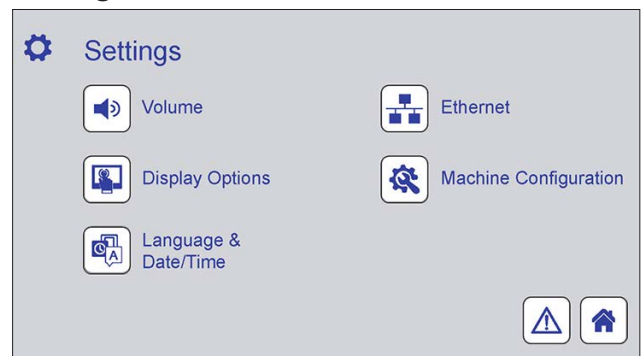 Settings
Volume
Ethernet
Display Options
Machine Configuration
Language &
Date/Time
A